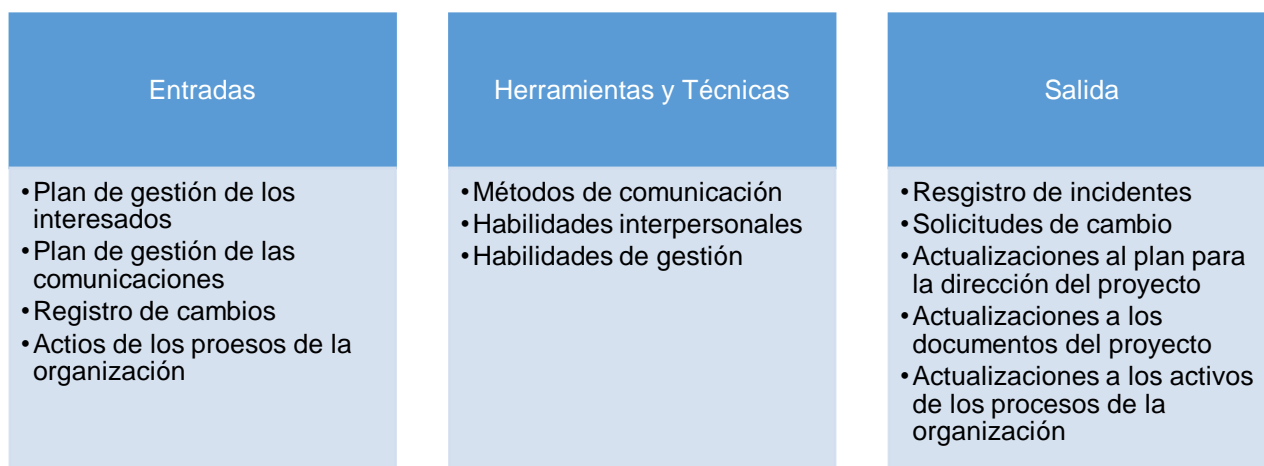 Entradas
•Plan de gestión de los
interesados
•Plan de gestión de las
comunicaciones
•Registro de cambios
•Actios de los proesos de la
organización
Herramientas y Técnicas
•Métodos de comunicación
•Habilidades interpersonales
•Habilidades de gestión
Salida
•Resgistro de incidentes
•Solicitudes de cambio
•Actualizaciones al plan para
la dirección del proyecto
•Actualizaciones a los
documentos del proyecto
•Actualizaciones a los activos
de los procesos de la
organización